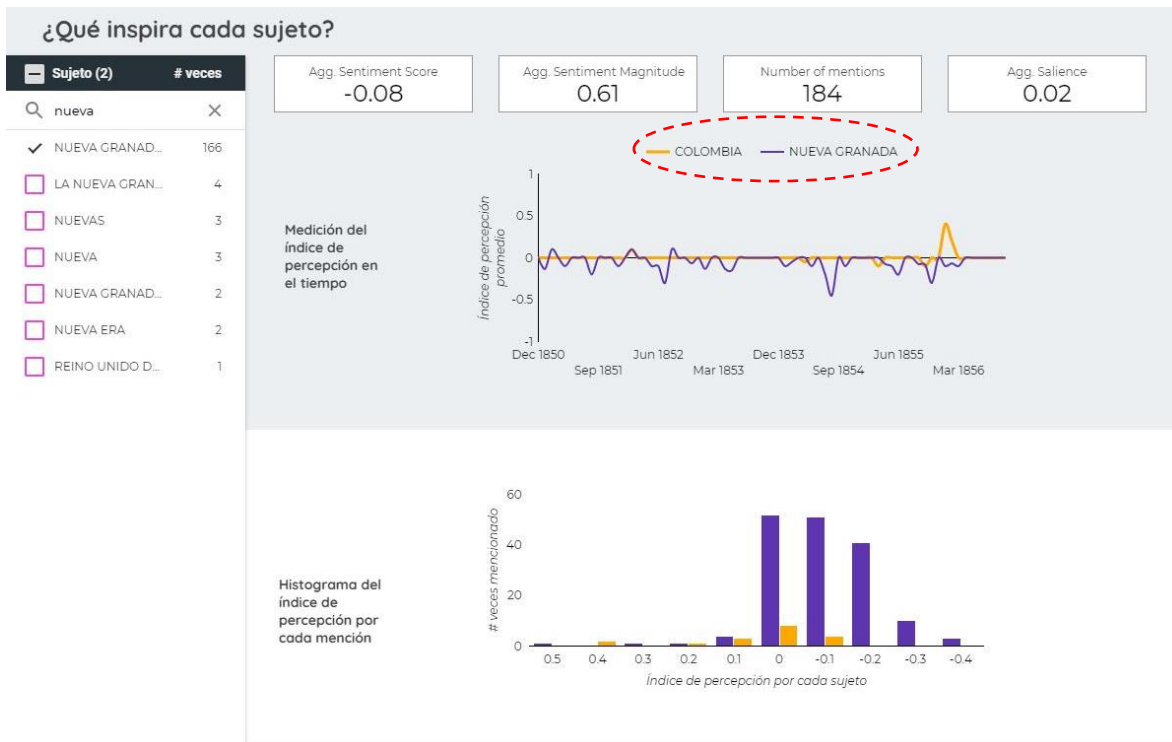 ¿Qué inspira cada sujeto?
Sujeto (2) # veces
nueva
NUEVA GRANAD... 166
LA NUEVA GRAN... 4
NUEVAS 3
NUEVA 3
NUEVA GRANAD... 2
NUEVA ERA 2
REINO UNIDO D... 1
Agg. Sentiment Score
-0.08
Agg. Sentiment Magnitude
0.61
Number of mentions
184
Agg. Salience
0.02
COLOMBIA NUEVA GRANADA
Medición del
índice de
percepción en
el tiempo
Índice de percepción
promedio
1
0.5
0
-0.5
-1
Dec 1850 Jun 1852 Dec 1853 Jun 1855
Sep 1851 Mar 1853 Sep 1854 Mar 1856
Histograma del
índice de
percepción por
cada mención
# veces mencionado
60
40
20
0
0.5 0.4 0.3 0.2 0.1 0 -0.1 -0.2 -0.3 -0.4
Índice de percepción por cada sujeto